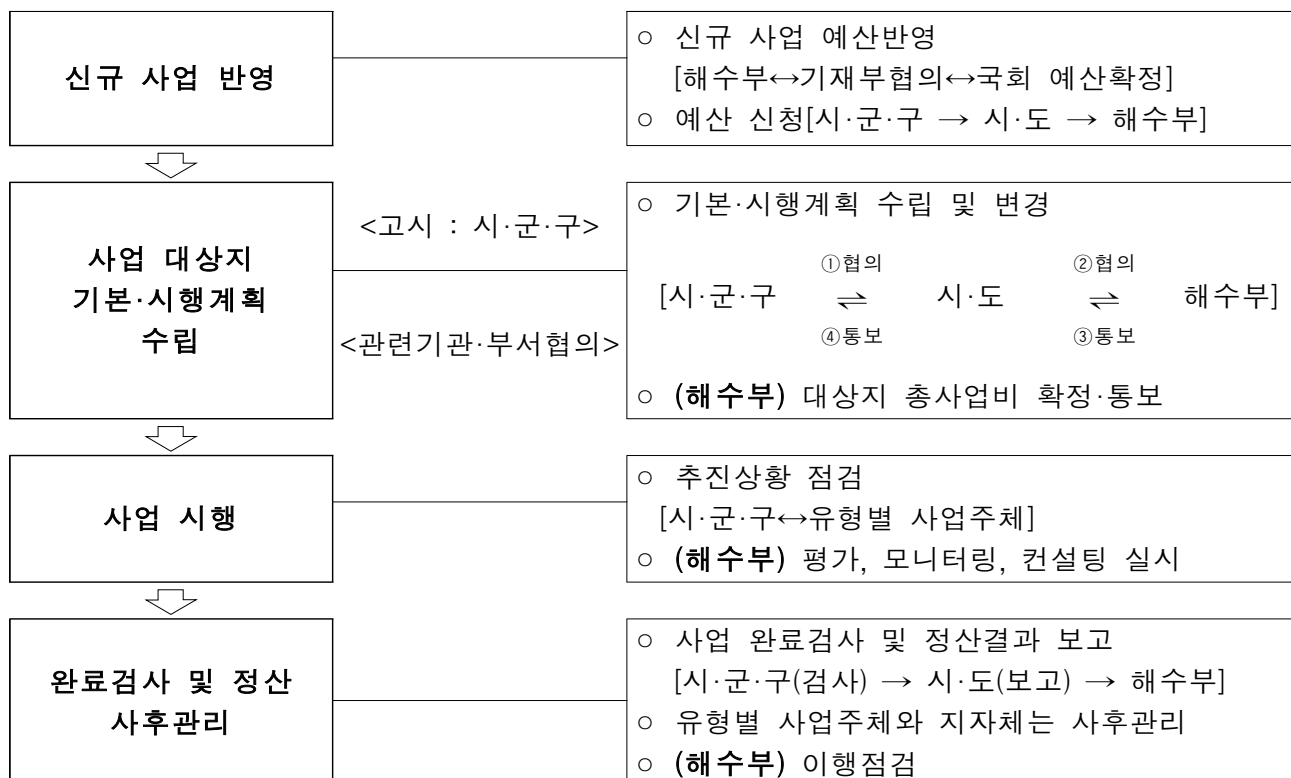 신규 사업 반영
○ 신규 사업 예산반영
[해수부↔기재부협의↔국회 예산확정]
○ 예산 신청[시·군·구 → 시·도 → 해수부]
사업 대상지
기본·시행계획
수립
<고시 : 시·군·구>
<관련기관·부서협의>
○ 기본·시행계획 수립 및 변경
①협의 ②협의
[시·군·구 ⇌ 시·도 ⇌ 해수부]
④통보 ③통보
○ (해수부) 대상지 총사업비 확정·통보
사업 시행
○ 추진상황 점검
[시·군·구↔유형별 사업주체]
○ (해수부) 평가, 모니터링, 컨설팅 실시
완료검사 및 정산
사후관리
○ 사업 완료검사 및 정산결과 보고
[시·군·구(검사) → 시·도(보고) → 해수부]
○ 유형별 사업주체와 지자체는 사후관리
○ (해수부) 이행점검